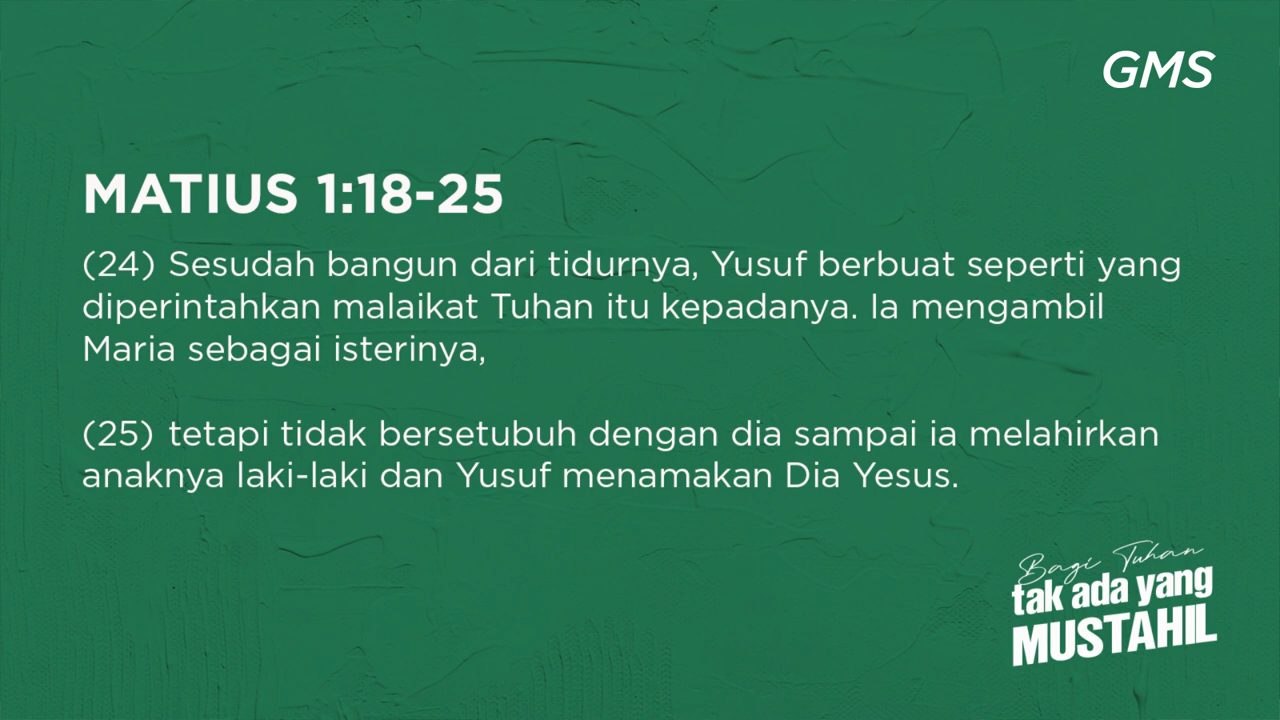 GMS
MATIUS 1:18-25
(24) Sesudah bangun dari tidurnya, Yusuf berbuat seperti yang
diperintahkan malaikat Tuhan itu kepadanya. Ia mengambil
Maria sebagai isterinya,
(25) tetapi tidak bersetubuh dengan dia sampai ia melahirkan
anaknya laki-laki dan Yusuf menamakan Dia Yesus.
Bagi Tuhan
tak ada yang
MUSTAHIL